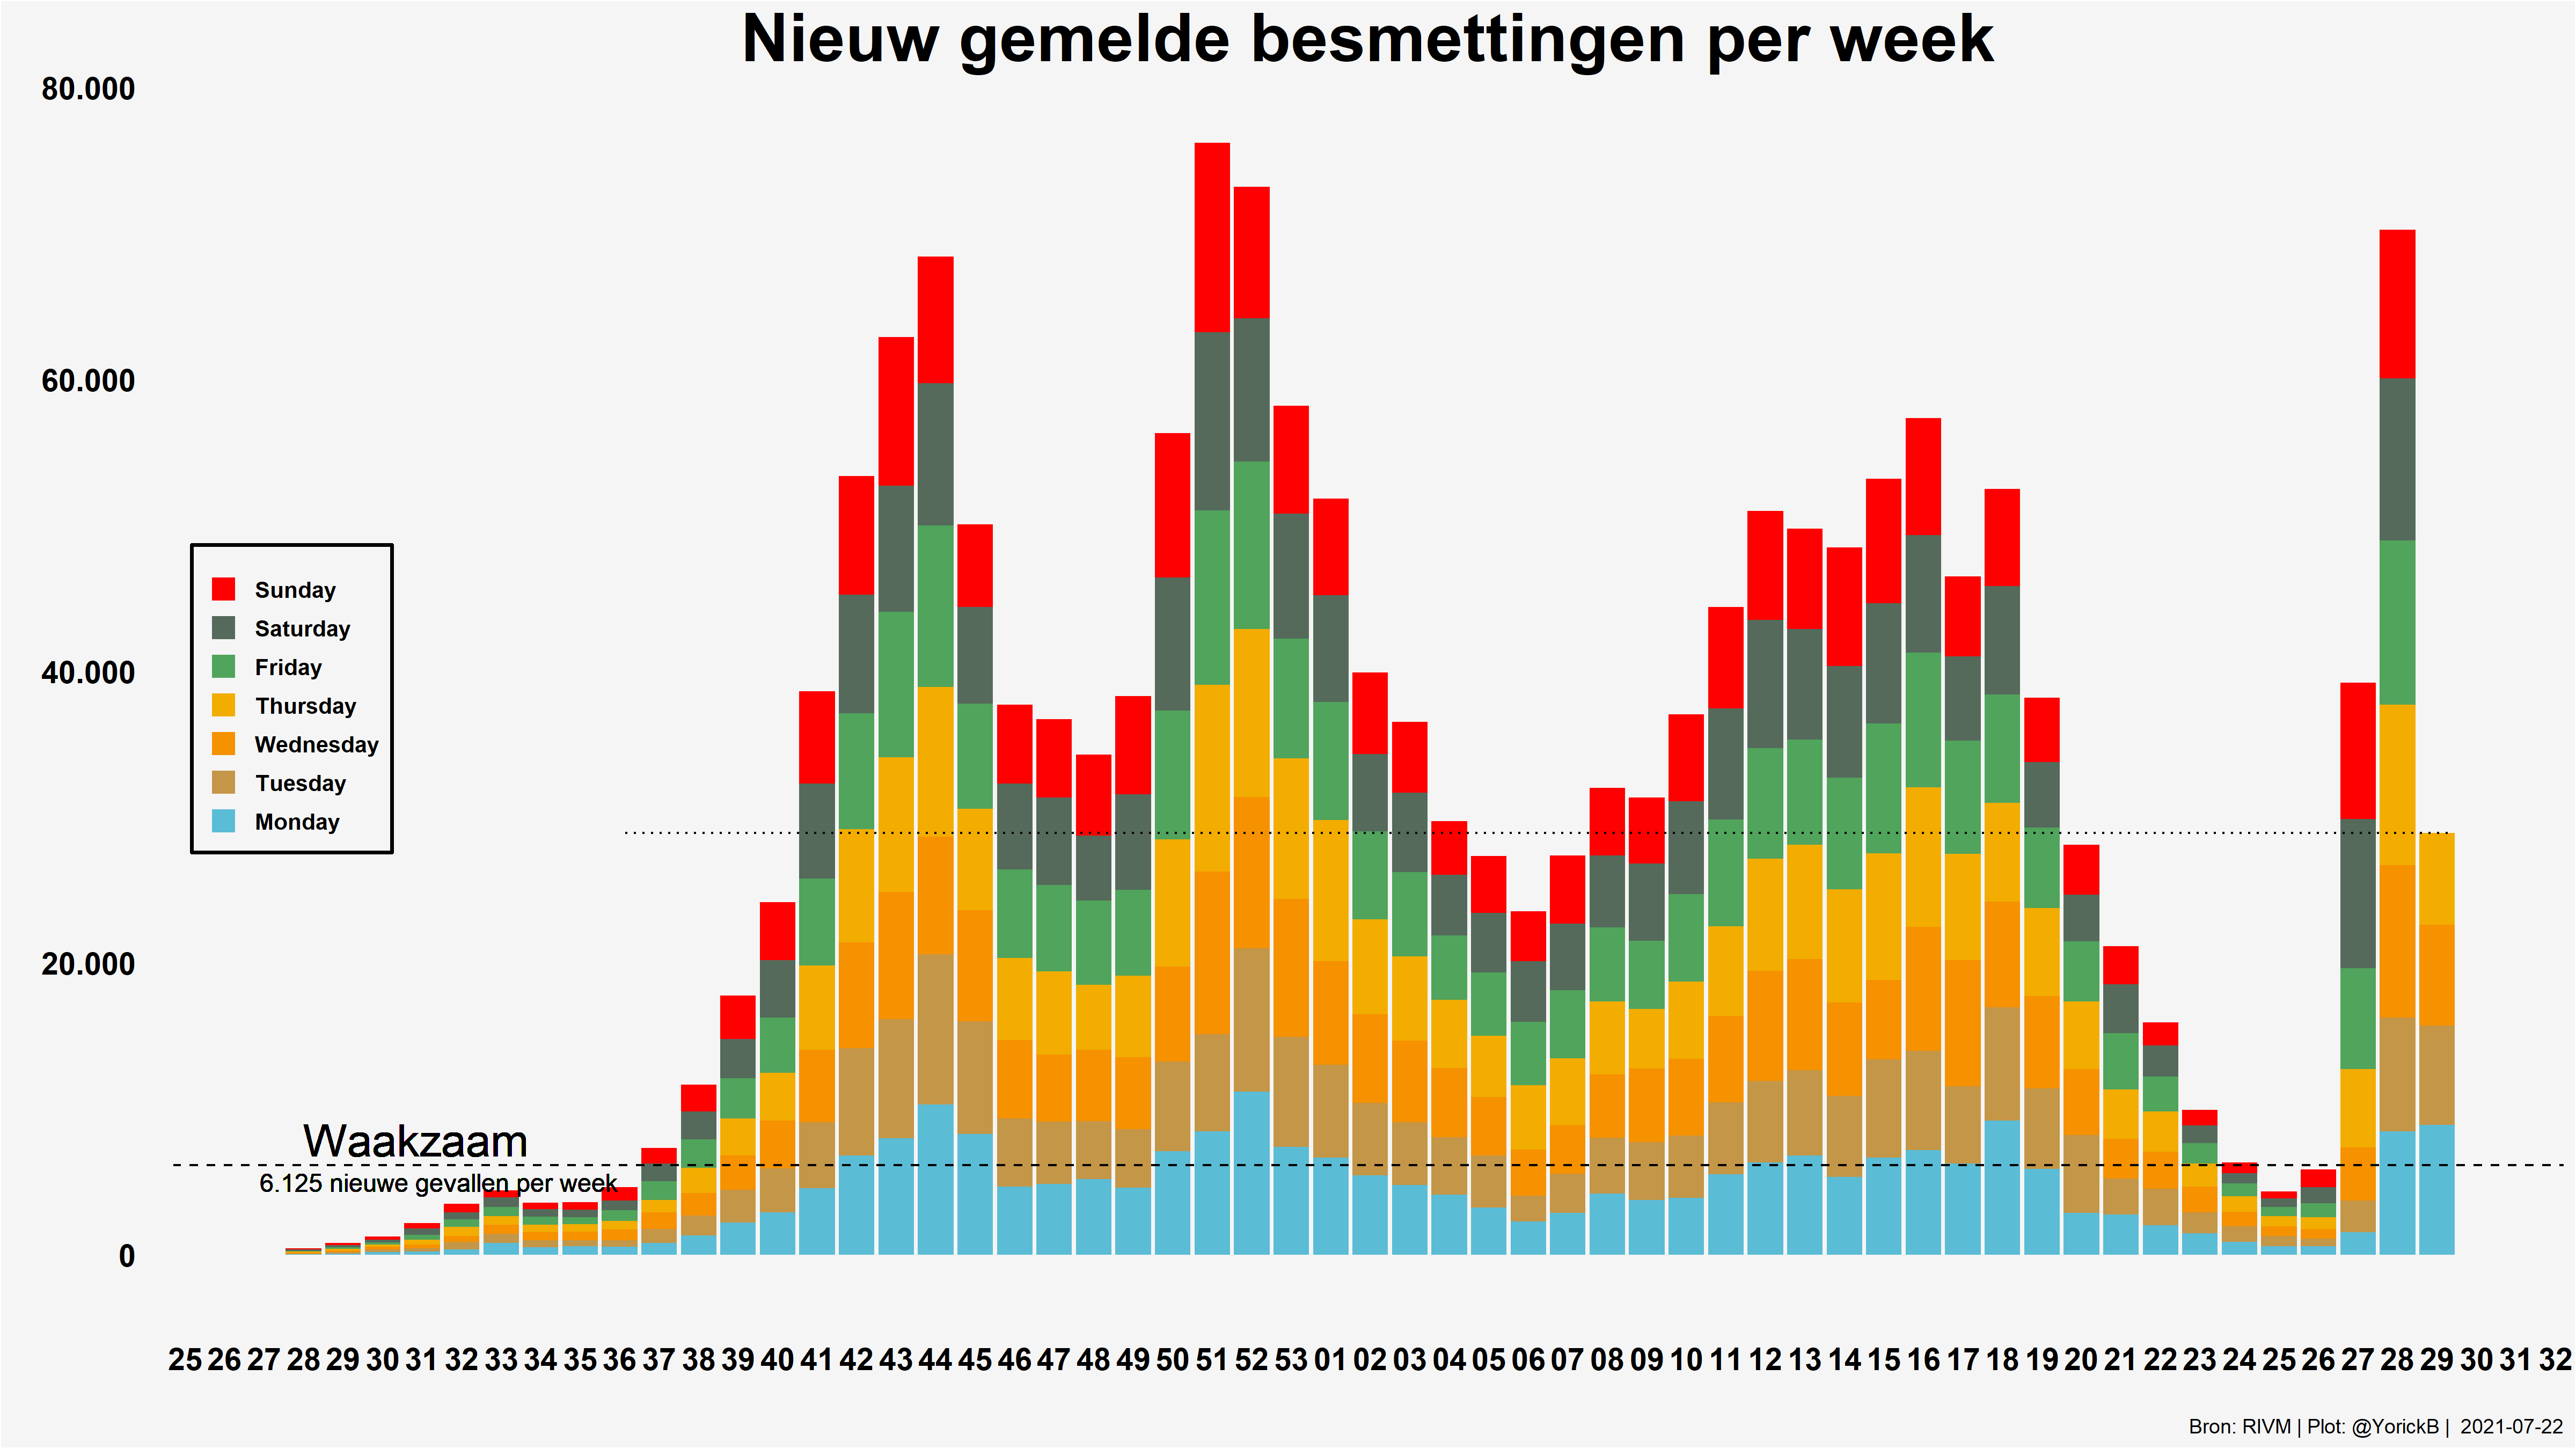 Nieuw gemelde besmettingen per week
80.000
60.000
40.000
20.000
0
Sunday
Saturday
Friday
Thursday
Wednesday
Tuesday
Monday
Waakzaam
6.125 nieuwe gevallen per week
25 26 27 28 29 30 31 32 33 34 35 36 37 38 39 40 41 42 43 44 45 46 47 48 49 50 51 52 53 01 02 03 04 05 06 07 08 09 10 11 12 13 14 15 16 17 18 19 20 21 22 23 24 25 26 27 28 29 30 31 32
Bron: RIVM | Plot: @YorickB | 2021-07-22